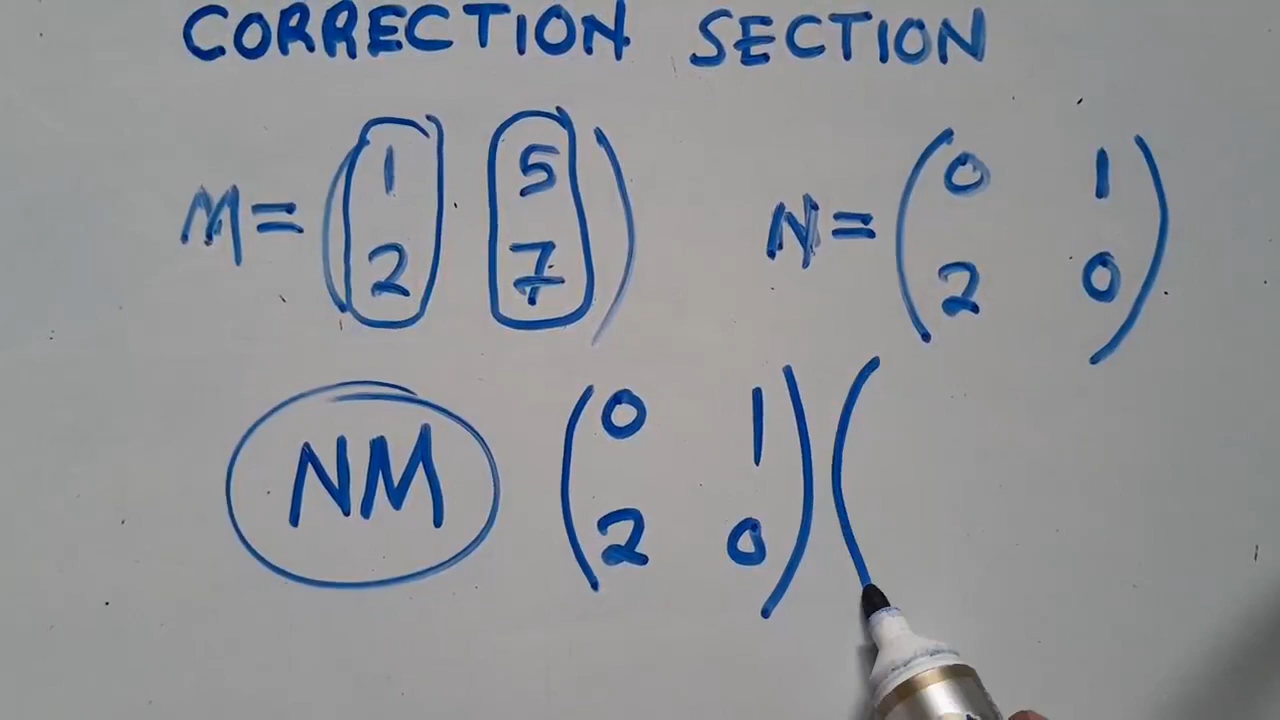 CORRECTION SECTION
M = ( 1 5 ) N = ( 0 1 )
2 7 2 0
NM ( 0 1 ) (
2 0